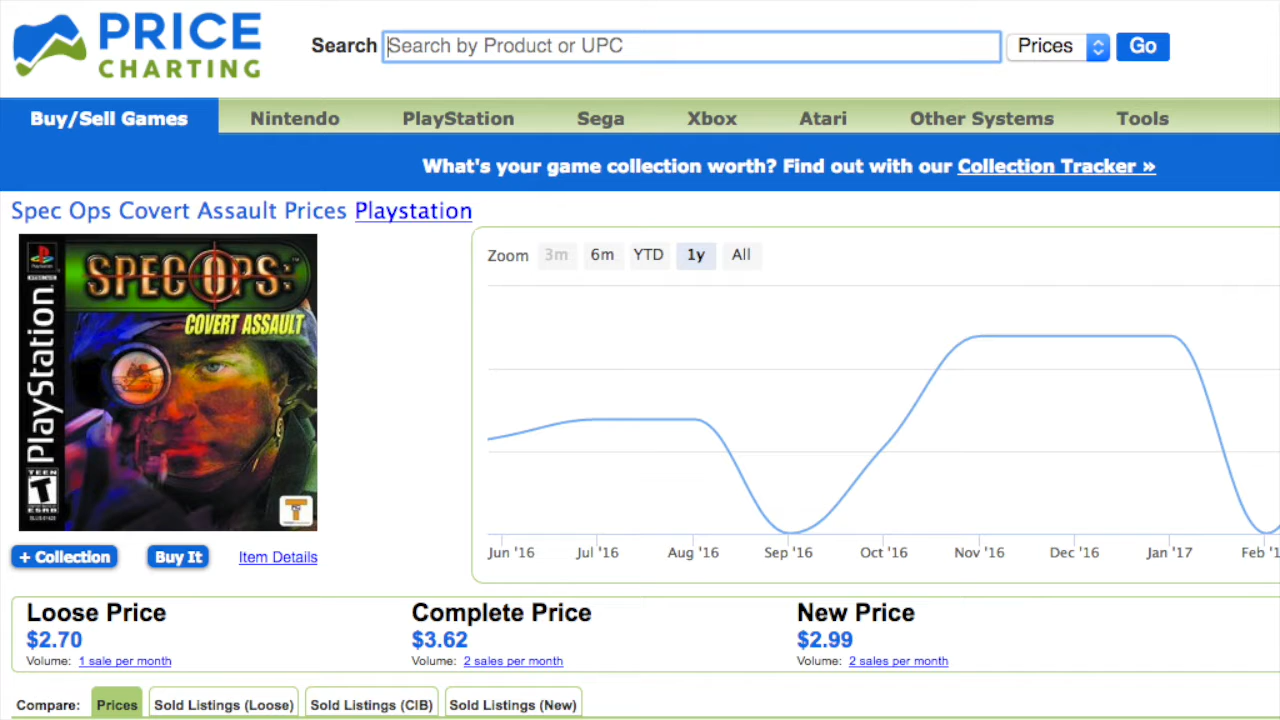 PRICE
CHARTING
Search
Search by Product or UPC
Prices
Go
Buy/Sell Games
Nintendo
PlayStation
Sega
Xbox
Atari
Other Systems
Tools
What's your game collection worth? Find out with our Collection Tracker »
Spec Ops Covert Assault Prices Playstation
PlayStation
SPEC OPS:
COVERT ASSAULT
TEEN
T
ESRB
Zoom
3m
6m
YTD
1y
All
Jun '16
Jul '16
Aug '16
Sep '16
Oct '16
Nov '16
Dec '16
Jan '17
Feb '1
+ Collection
Buy It
Item Details
Loose Price
$2.70
Volume: 1 sale per month
Complete Price
$3.62
Volume: 2 sales per month
New Price
$2.99
Volume: 2 sales per month
Compare:
Prices
Sold Listings (Loose)
Sold Listings (CIB)
Sold Listings (New)